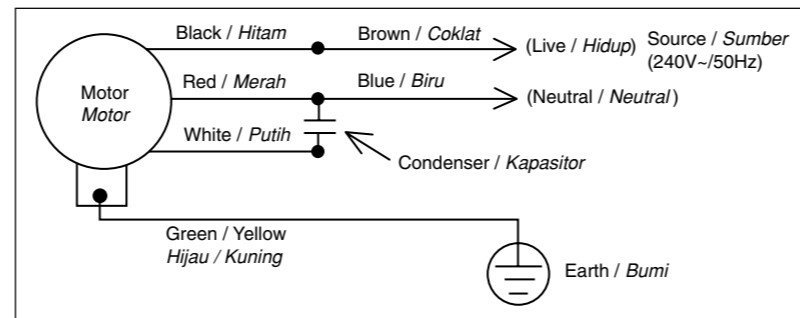 Black / Hitam
Brown / Coklat
(Live / Hidup)
Source / Sumber
(240V~/50Hz)
Motor
Motor
Red / Merah
Blue / Biru
(Neutral / Neutral)
White / Putih
Condenser / Kapasitor
Green / Yellow
Hijau / Kuning
Earth / Bumi